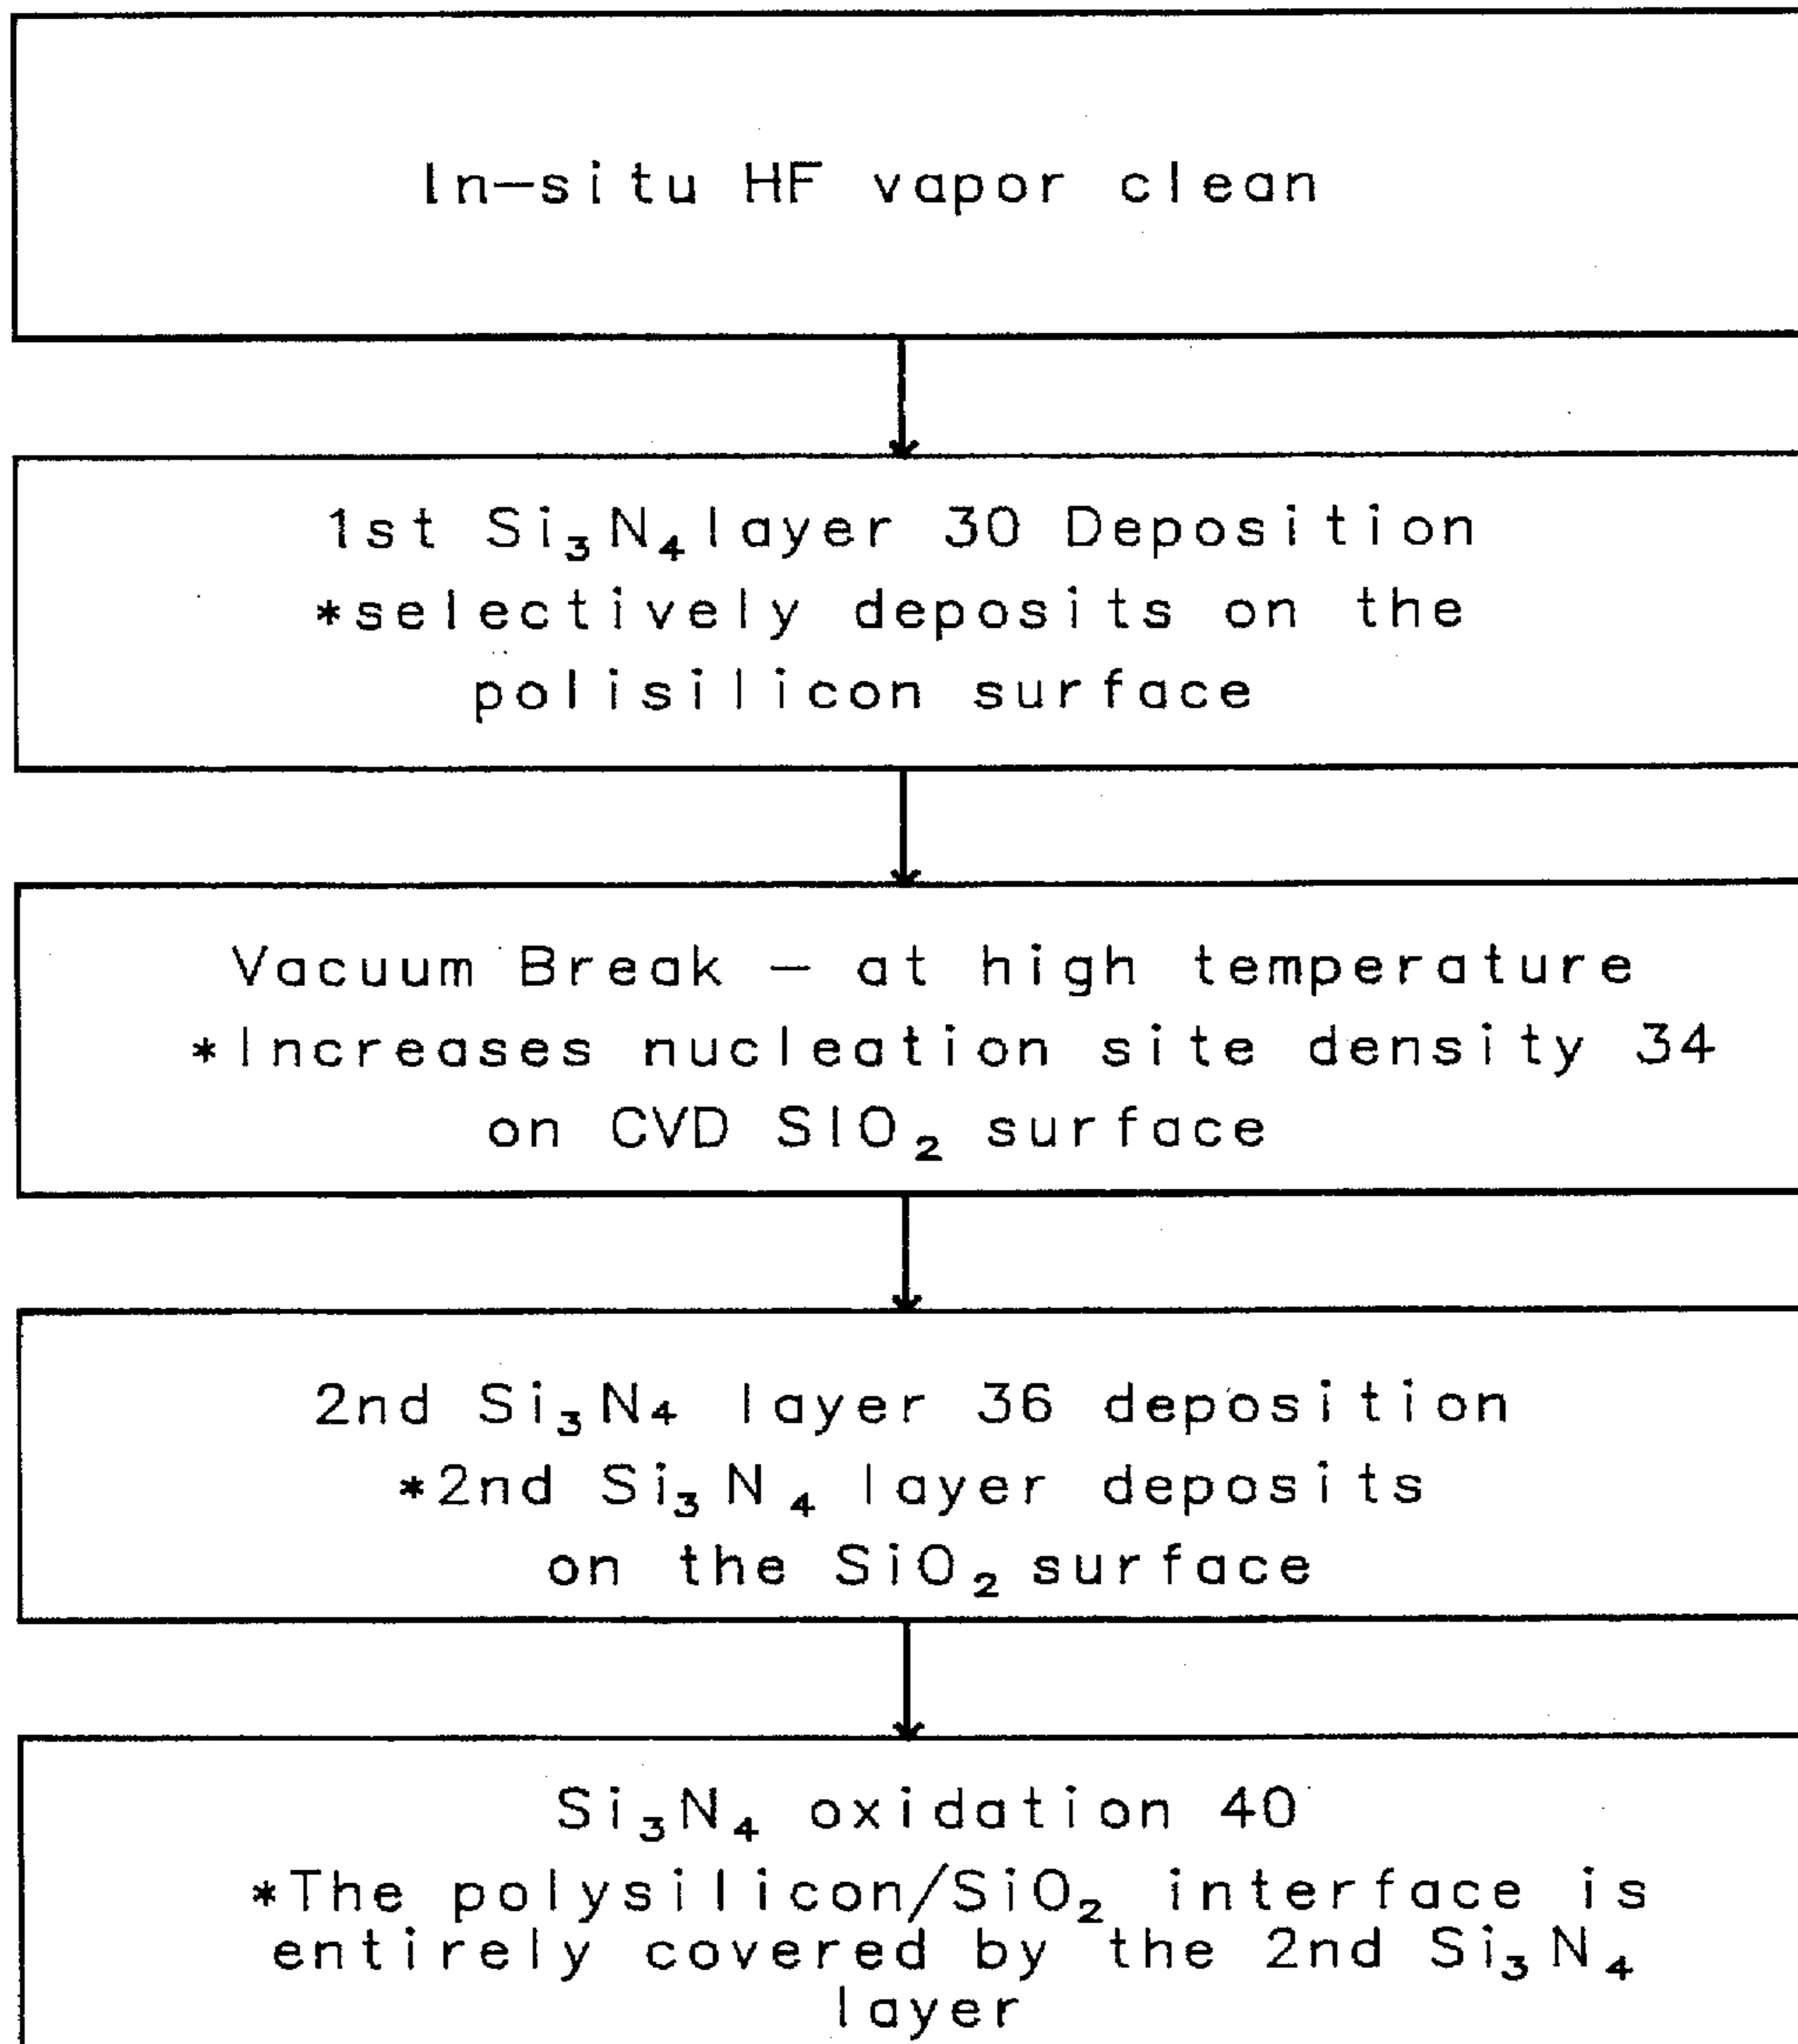 In-situ HF vapor clean
1st Si₃N₄ layer 30 Deposition
*selectively deposits on the
polisilicon surface
Vacuum Break – at high temperature
*Increases nucleation site density 34
on CVD SIO₂ surface
2nd Si₃N₄ layer 36 deposition
*2nd Si₃N₄ layer deposits
on the SiO₂ surface
Si₃N₄ oxidation 40
*The polysilicon/SiO₂ interface is
entirely covered by the 2nd Si₃N₄
layer